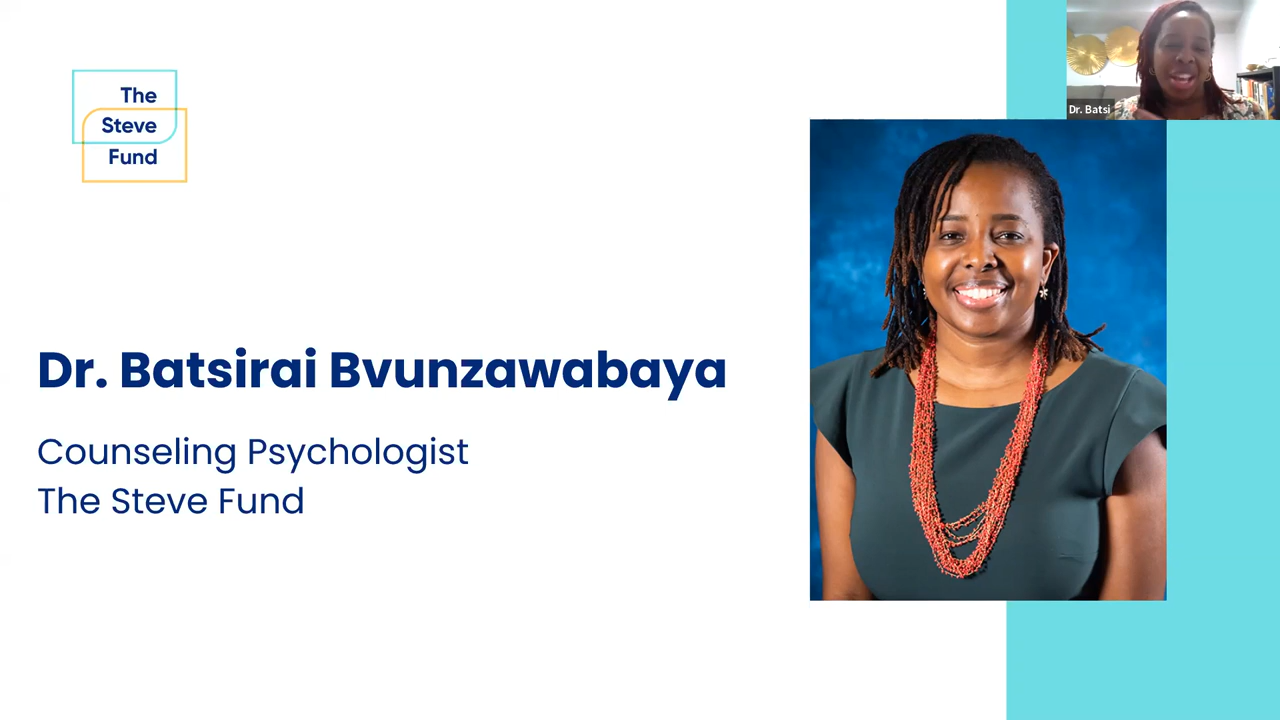 The
Steve
Fund
Dr. Batsi
Dr. Batsirai Bvunzawabaya
Counseling Psychologist
The Steve Fund